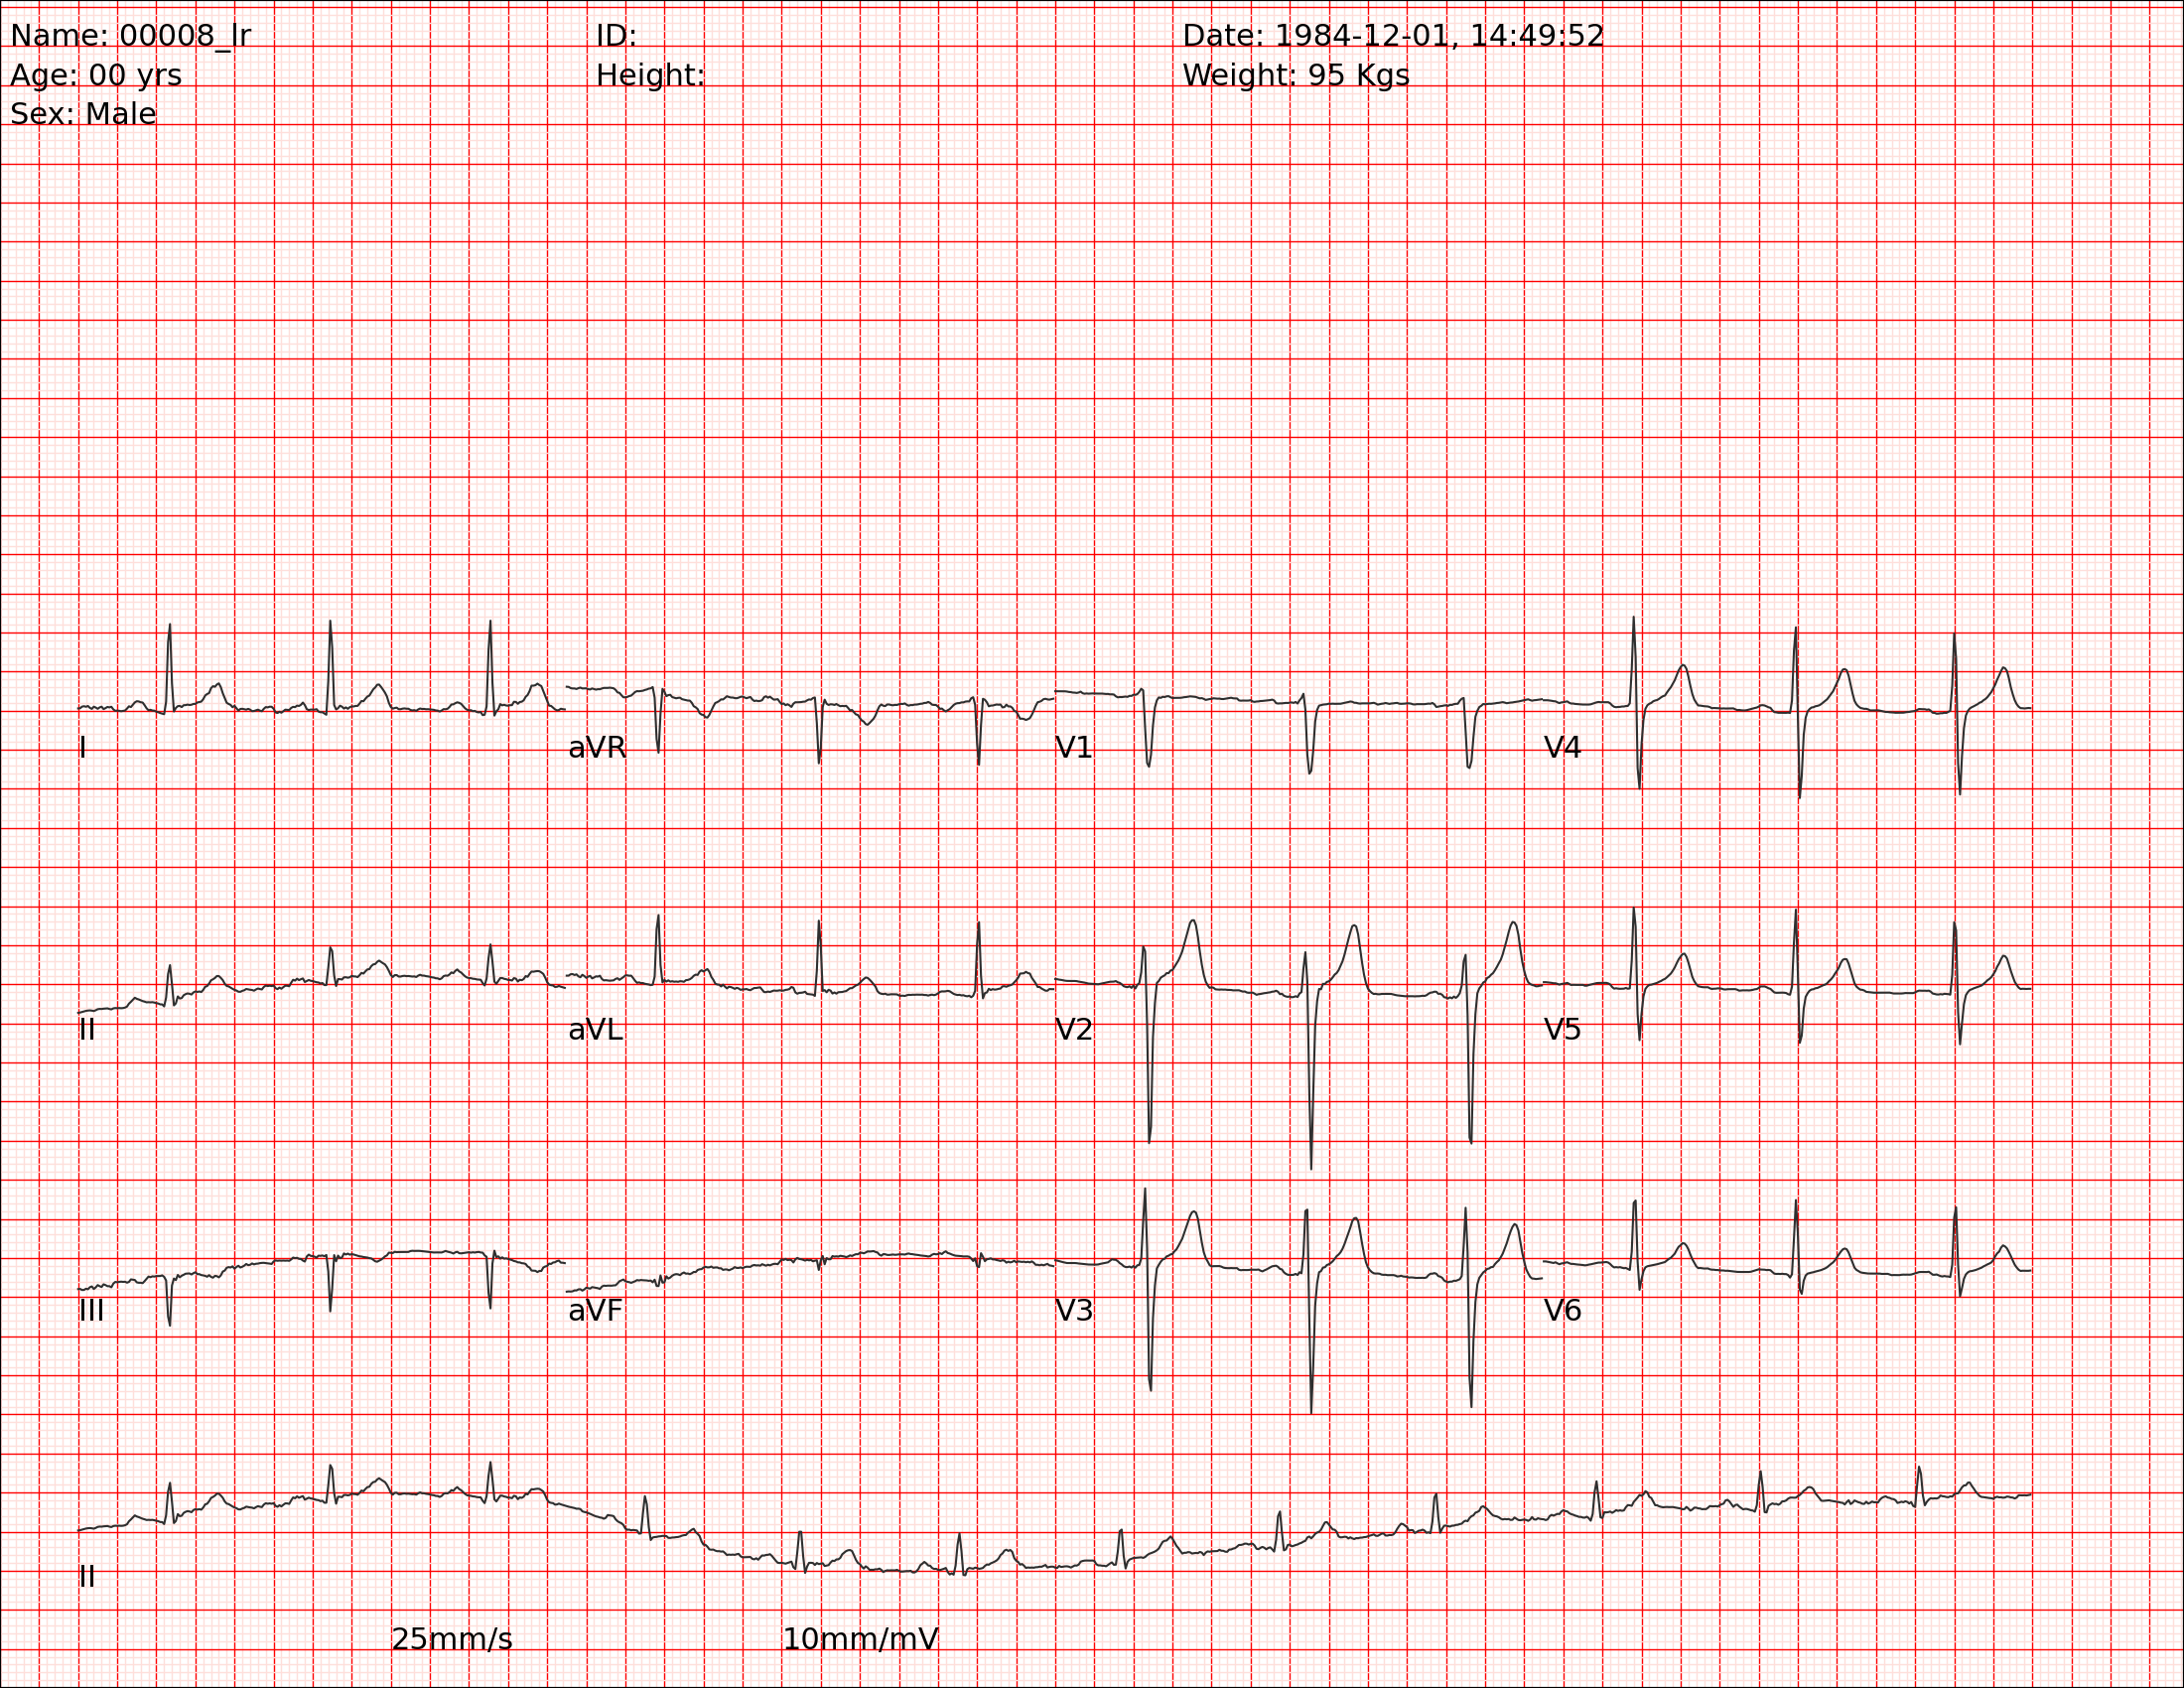 Name: 00008_lr
ID:
Date: 1984-12-01, 14:49:52
Age: 00 yrs
Height:
Weight: 95 Kgs
Sex: Male
I
aVR
V1
V4
II
aVL
V2
V5
III
aVF
V3
V6
II
25mm/s
10mm/mV